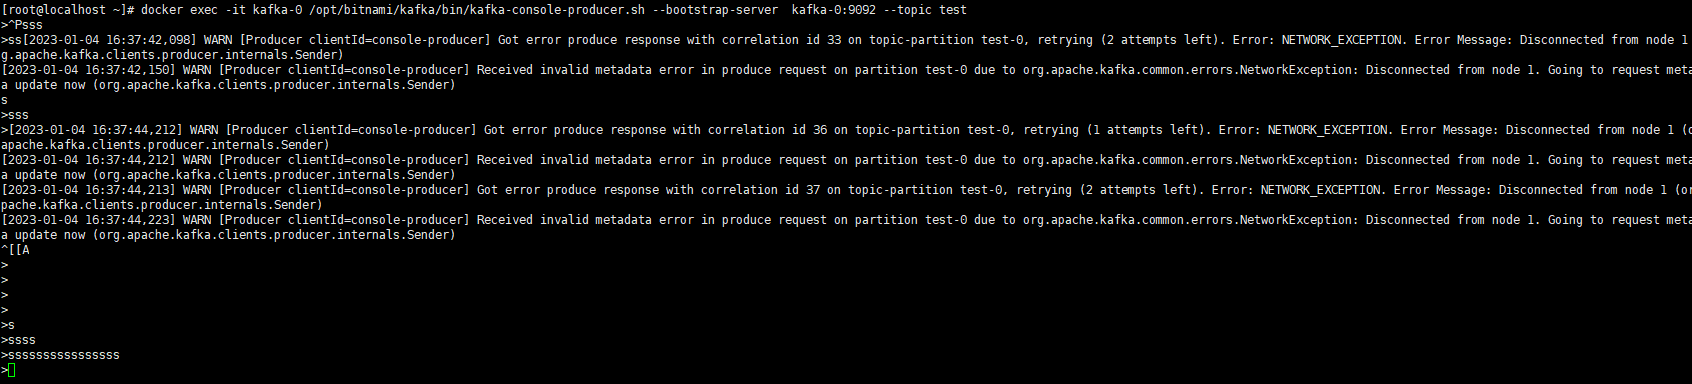 [root@localhost ~]# docker exec -it kafka-0 /opt/bitnami/kafka/bin/kafka-console-producer.sh --bootstrap-server  kafka-0:9092 --topic test
>^Psss
>ss[2023-01-04 16:37:42,098] WARN [Producer clientId=console-producer] Got error produce response with correlation id 33 on topic-partition test-0, retrying (2 attempts left). Error: NETWORK_EXCEPTION. Error Message: Disconnected from node 1
g.apache.kafka.clients.producer.internals.Sender)
[2023-01-04 16:37:42,150] WARN [Producer clientId=console-producer] Received invalid metadata error in produce request on partition test-0 due to org.apache.kafka.common.errors.NetworkException: Disconnected from node 1. Going to request meta
a update now (org.apache.kafka.clients.producer.internals.Sender)
s
>sss
>[2023-01-04 16:37:44,212] WARN [Producer clientId=console-producer] Got error produce response with correlation id 36 on topic-partition test-0, retrying (1 attempts left). Error: NETWORK_EXCEPTION. Error Message: Disconnected from node 1 (o
apache.kafka.clients.producer.internals.Sender)
[2023-01-04 16:37:44,212] WARN [Producer clientId=console-producer] Received invalid metadata error in produce request on partition test-0 due to org.apache.kafka.common.errors.NetworkException: Disconnected from node 1. Going to request meta
a update now (org.apache.kafka.clients.producer.internals.Sender)
[2023-01-04 16:37:44,213] WARN [Producer clientId=console-producer] Got error produce response with correlation id 37 on topic-partition test-0, retrying (2 attempts left). Error: NETWORK_EXCEPTION. Error Message: Disconnected from node 1 (or
pache.kafka.clients.producer.internals.Sender)
[2023-01-04 16:37:44,223] WARN [Producer clientId=console-producer] Received invalid metadata error in produce request on partition test-0 due to org.apache.kafka.common.errors.NetworkException: Disconnected from node 1. Going to request meta
a update now (org.apache.kafka.clients.producer.internals.Sender)
^[[A
>
>
>
>
>s
>ssss
>ssssssssssssssss
>